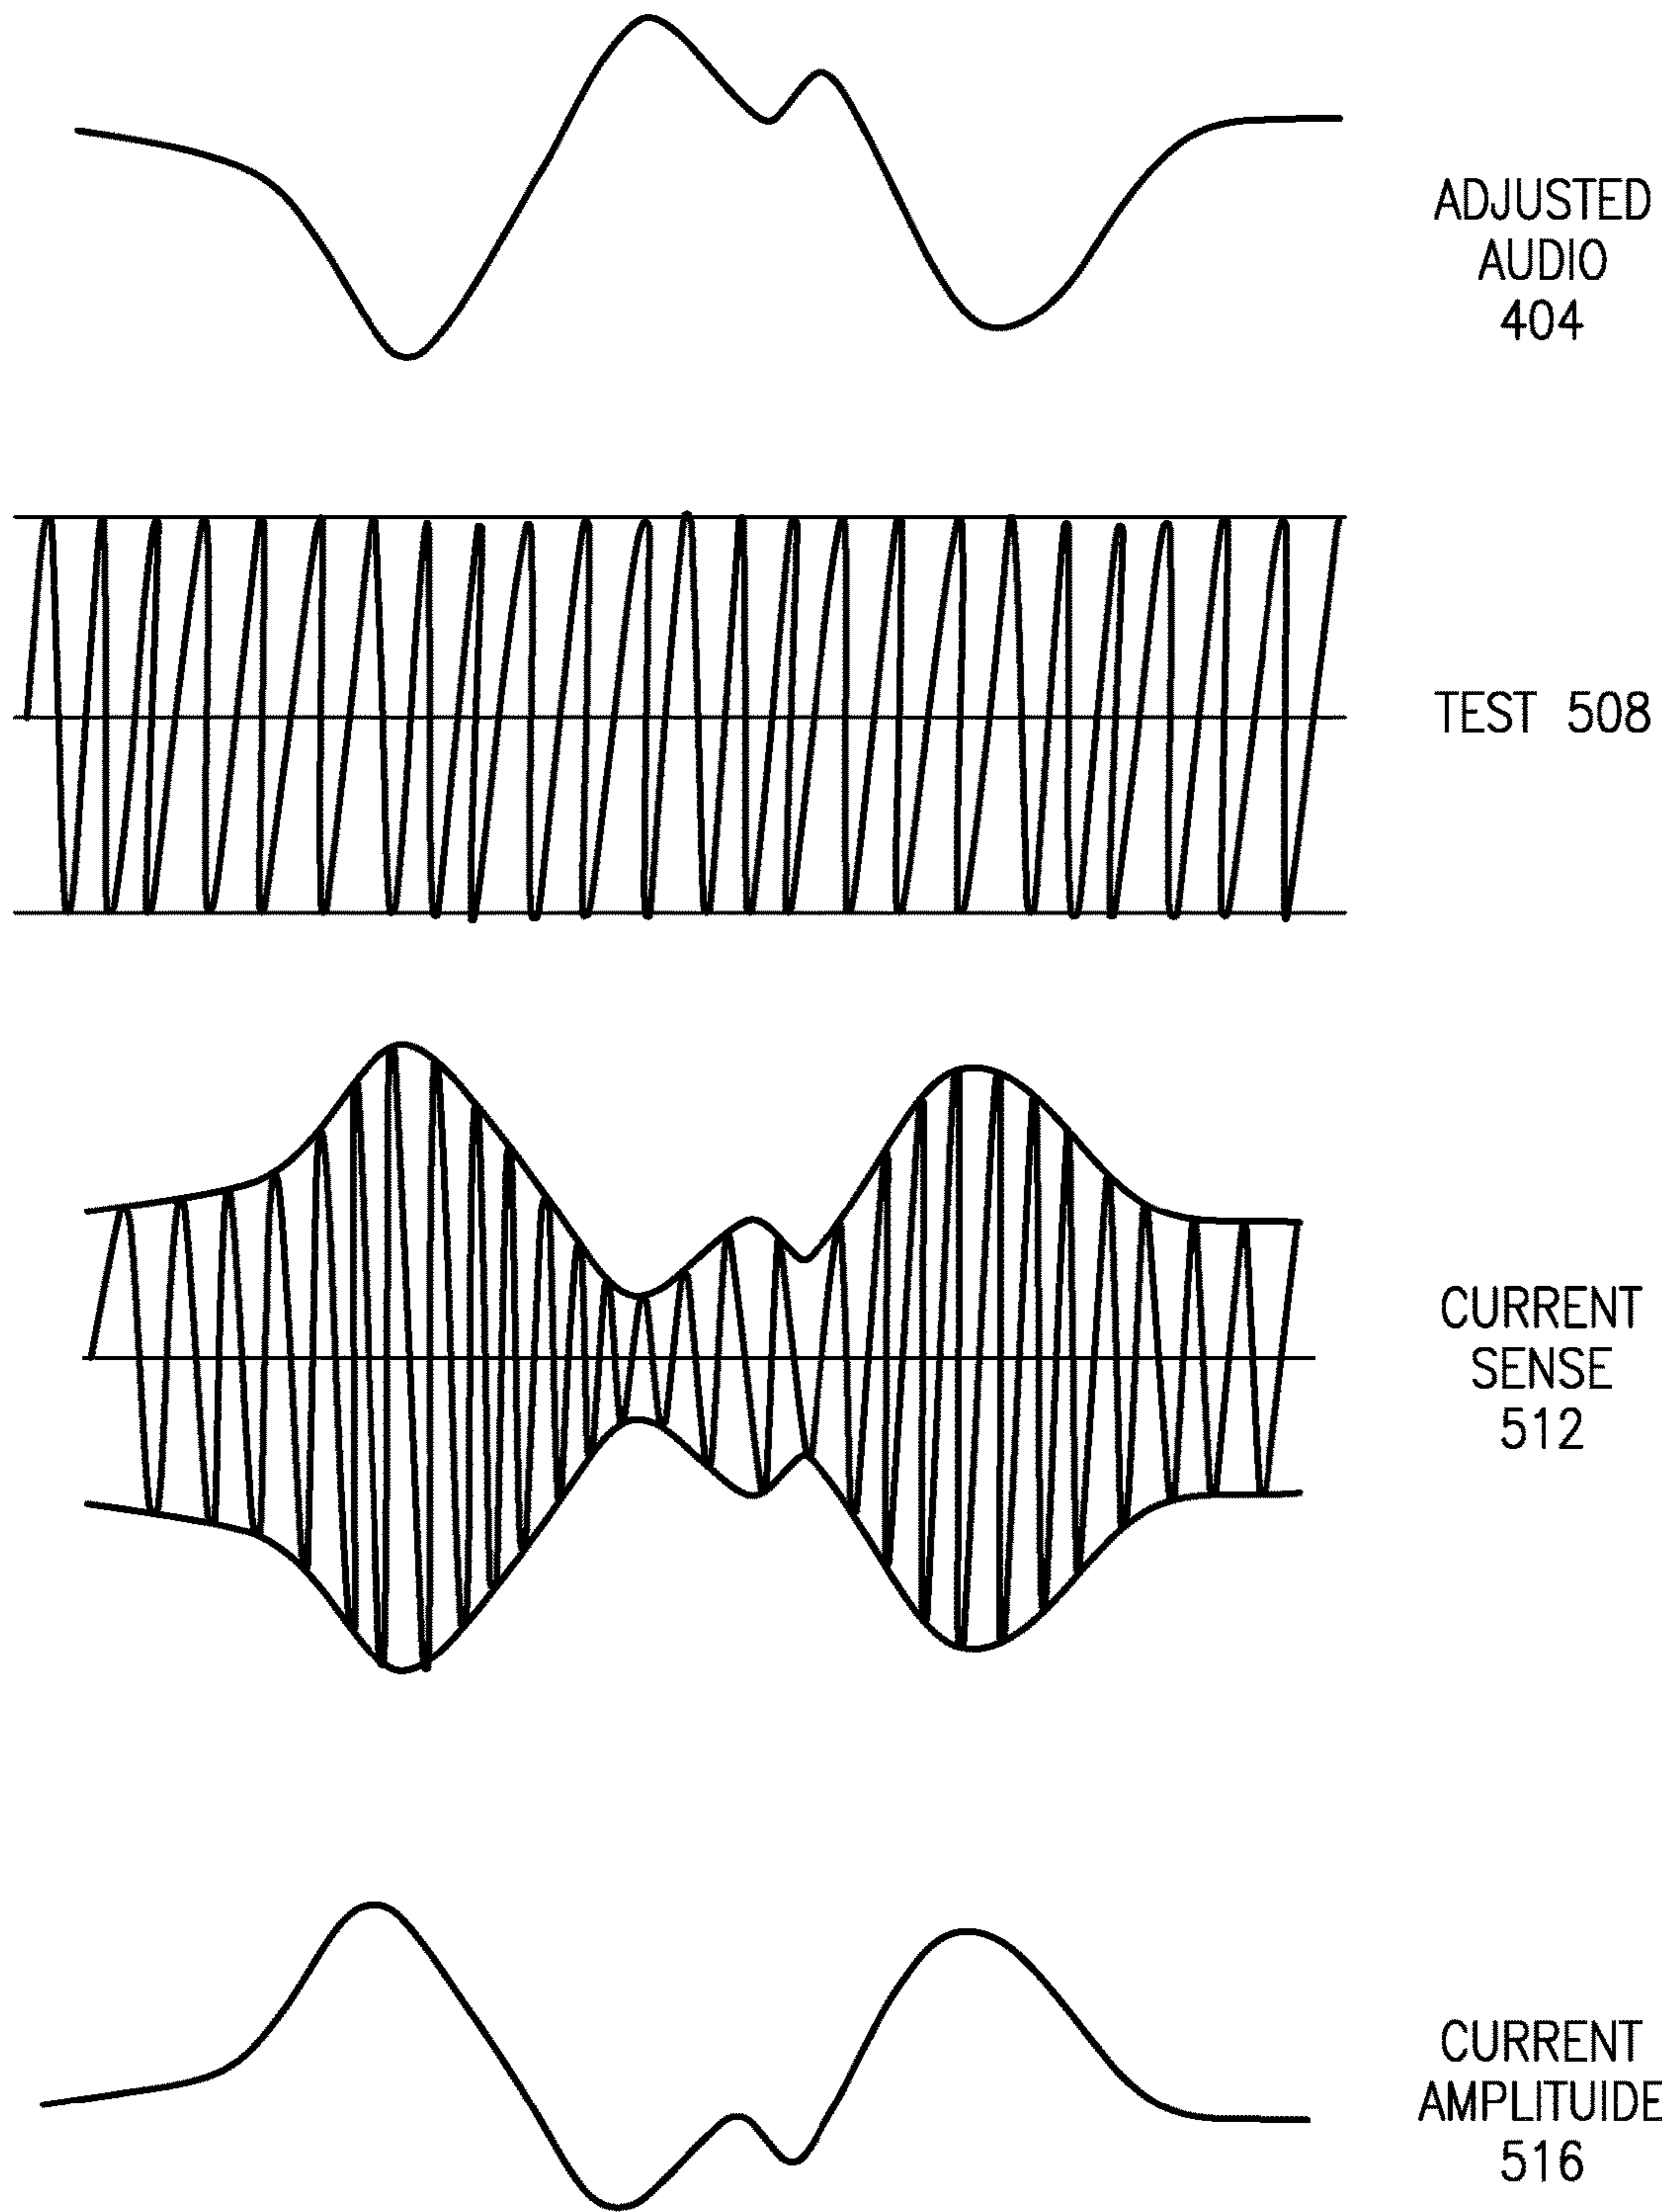 ADJUSTED
AUDIO
404
TEST 508
CURRENT
SENSE
512
CURRENT
AMPLITUIDE
516